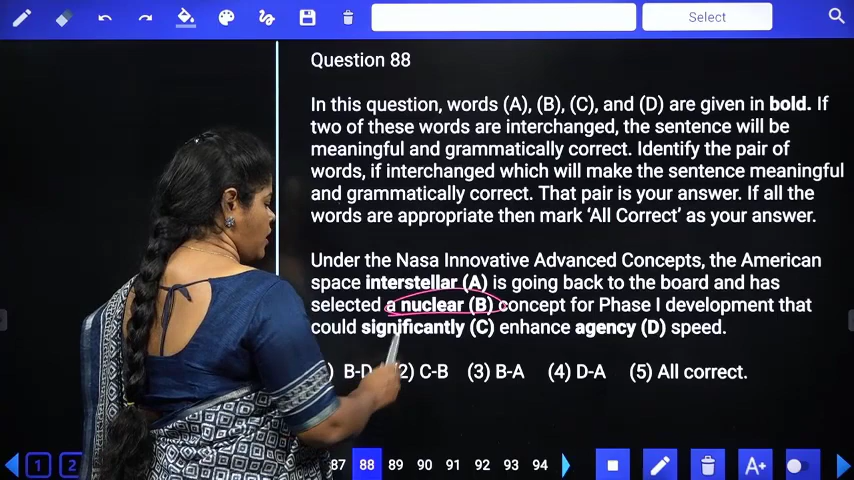 Select
Question 88
In this question, words (A), (B), (C), and (D) are given in bold. If
two of these words are interchanged, the sentence will be
meaningful and grammatically correct. Identify the pair of
words, if interchanged which will make the sentence meaningful
and grammatically correct. That pair is your answer. If all the
words are appropriate then mark ‘All Correct’ as your answer.
Under the Nasa Innovative Advanced Concepts, the American
space interstellar (A) is going back to the board and has
selected a nuclear (B) concept for Phase I development that
could significantly (C) enhance agency (D) speed.
) B-D 2) C-B (3) B-A (4) D-A (5) All correct.
1 2 87 88 89 90 91 92 93 94 A+